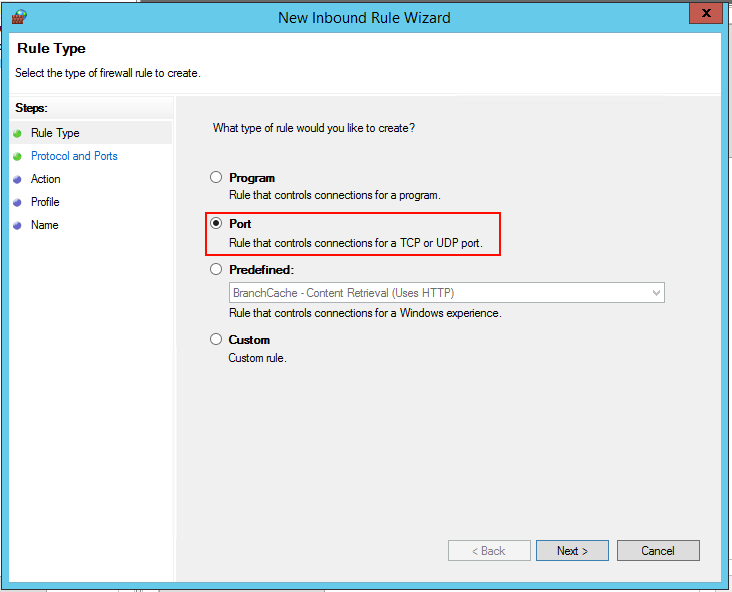 New Inbound Rule Wizard
x
Rule Type
Select the type of firewall rule to create.
Steps:
Rule Type
Protocol and Ports
Action
Profile
Name
What type of rule would you like to create?
Program
Rule that controls connections for a program.
Port
Rule that controls connections for a TCP or UDP port.
Predefined:
BranchCache - Content Retrieval (Uses HTTP)
Rule that controls connections for a Windows experience.
Custom
Custom rule.
< Back
Next >
Cancel